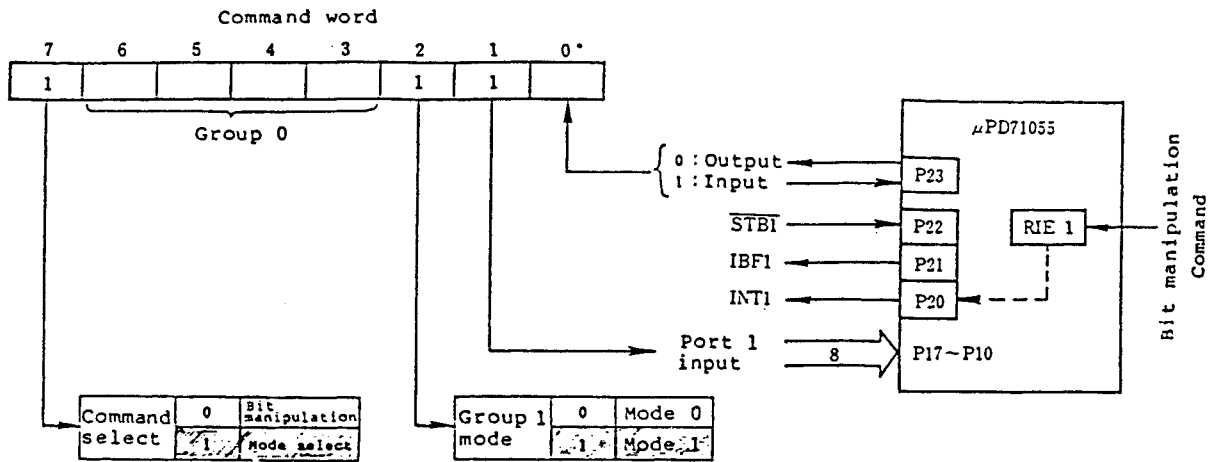 Command word
7 6 5 4 3 2 1 0*
1 1 1
Group 0
μPD71055
0 : Output
1 : Input
P23
STB1
P22
RIE 1
IBF1
P21
INT1
P20
Port 1
input
8
P17~P10
Bit manipulation
Command
Command
select
0
Bit
manipulation
1
Mode select
Group 1
mode
0
Mode 0
1
Mode 1